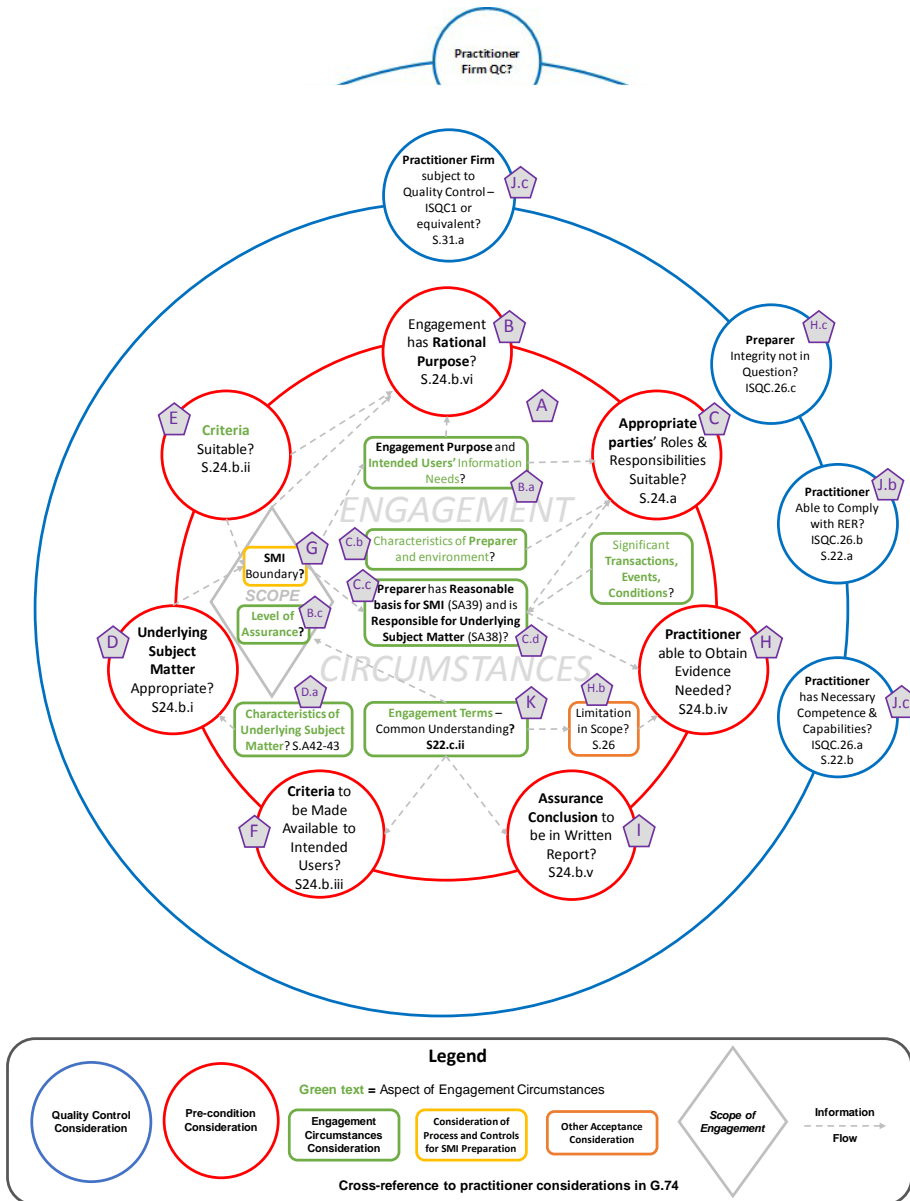 Practitioner
Firm QC?
Practitioner Firm
subject to
Quality Control –
ISQC1 or
equivalent?
S.31.a
J.c
Engagement
has Rational
Purpose?
S.24.b.vi
B
Preparer
Integrity not in
Question?
ISQC.26.c
H.c
A
E
Criteria
Suitable?
S.24.b.ii
Appropriate
parties’ Roles &
Responsibilities
Suitable?
S.24.a
C
Engagement Purpose and
Intended Users’ Information
Needs?
B.a
ENGAGEMENT
Practitioner
Able to Comply
with RER?
ISQC.26.b
S.22.a
J.b
C.b
Characteristics of Preparer
and environment?
SMI
Boundary?
G
SCOPE
Level of
Assurance?
B.c
C.c
Preparer has Reasonable
basis for SMI (SA39) and is
Responsible for Underlying
Subject Matter (SA38)?
C.d
Significant
Transactions,
Events,
Conditions?
CIRCUMSTANCES
D
Underlying
Subject
Matter
Appropriate?
S24.b.i
Practitioner
able to Obtain
Evidence
Needed?
S24.b.iv
H
Practitioner
has Necessary
Competence &
Capabilities?
ISQC.26.a
S.22.b
J.c
D.a
Characteristics of
Underlying Subject
Matter? S.A42-43
K
Engagement Terms –
Common Understanding?
S22.c.ii
H.b
Limitation
in Scope?
S.26
F
Criteria to
be Made
Available to
Intended
Users?
S24.b.iii
Assurance
Conclusion to
be in Written
Report?
S24.b.v
I
Legend
Quality Control
Consideration
Pre-condition
Consideration
Green text = Aspect of Engagement Circumstances
Engagement
Circumstances
Consideration
Consideration of
Process and Controls
for SMI Preparation
Other Acceptance
Consideration
Scope of
Engagement
Information
Flow
Cross-reference to practitioner considerations in G.74